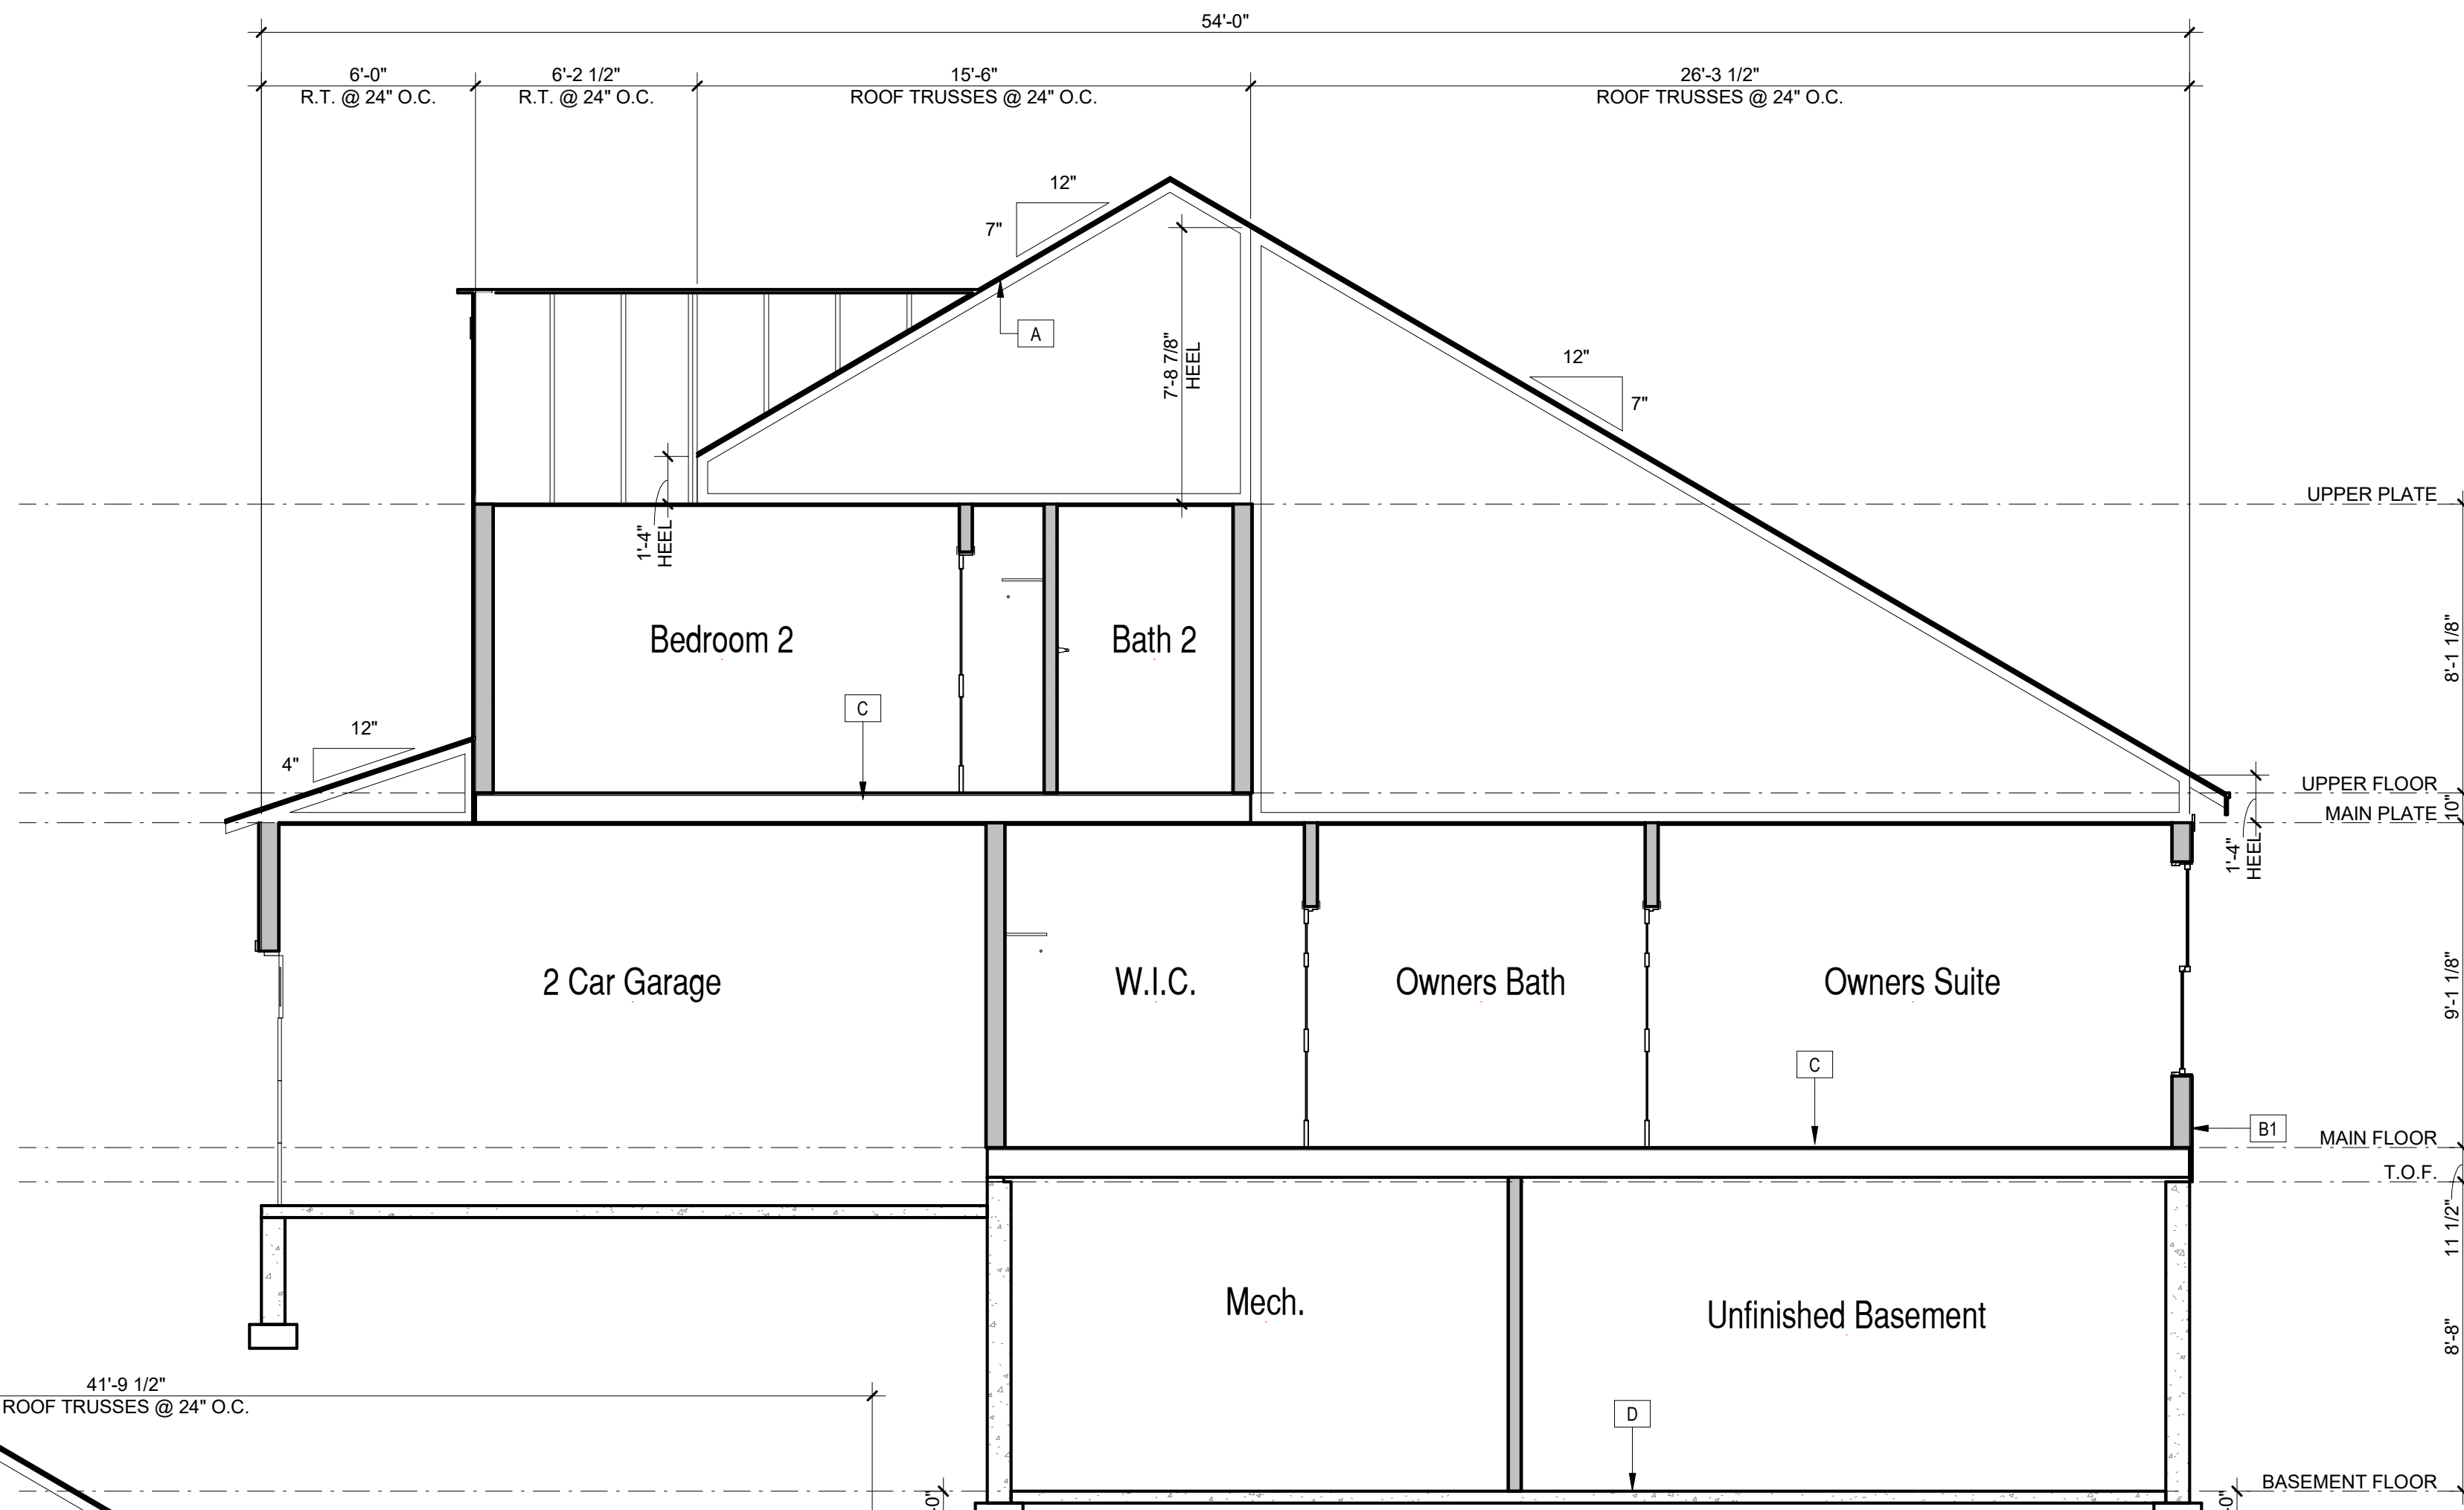 54'-0"
6'-0"
R.T. @ 24" O.C.
6'-2 1/2"
R.T. @ 24" O.C.
15'-6"
ROOF TRUSSES @ 24" O.C.
26'-3 1/2"
ROOF TRUSSES @ 24" O.C.
12"
7"
A
7'-8 7/8"
HEEL
12"
7"
1'-4"
HEEL
UPPER PLATE
Bedroom 2
Bath 2
8'-1 1/8"
C
12"
4"
UPPER FLOOR
10"
MAIN PLATE
1'-4"
HEEL
2 Car Garage
W.I.C.
Owners Bath
Owners Suite
9'-1 1/8"
C
B1
MAIN FLOOR
T.O.F.
11 1/2"
Mech.
Unfinished Basement
8'-8"
41'-9 1/2"
ROOF TRUSSES @ 24" O.C.
D
BASEMENT FLOOR